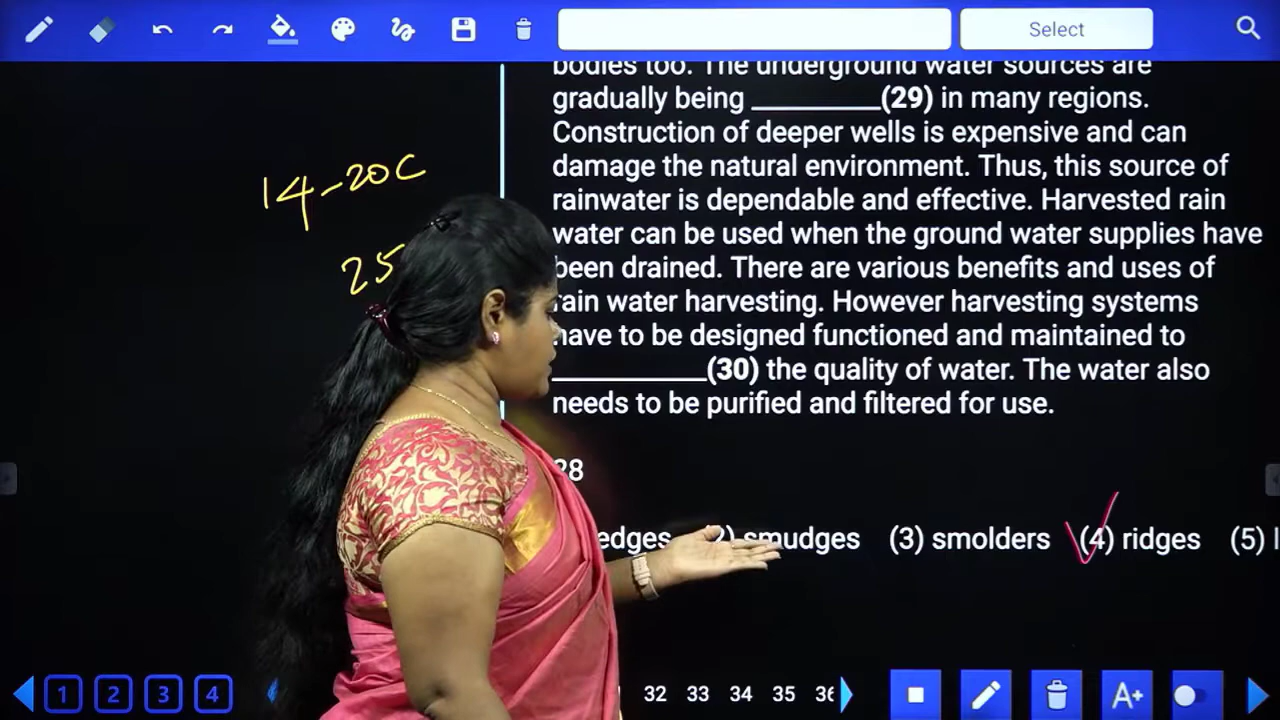 Select
bodies too. The underground water sources are
gradually being ________(29) in many regions.
Construction of deeper wells is expensive and can
damage the natural environment. Thus, this source of
rainwater is dependable and effective. Harvested rain
water can be used when the ground water supplies have
been drained. There are various benefits and uses of
rain water harvesting. However harvesting systems
have to be designed functioned and maintained to
__________(30) the quality of water. The water also
needs to be purified and filtered for use.
14-20C
25
28
edges (2) smudges (3) smolders (4) ridges (5)
1 2 3 4 32 33 34 35 36 A+